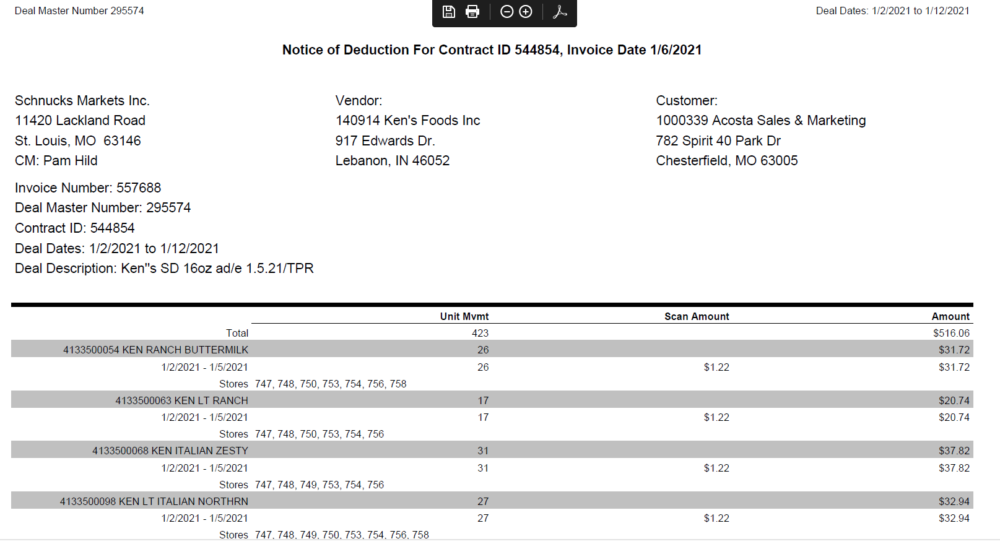 Deal Master Number 295574
Deal Dates: 1/2/2021 to 1/12/2021
Notice of Deduction For Contract ID 544854, Invoice Date 1/6/2021
Schnucks Markets Inc.
11420 Lackland Road
St. Louis, MO  63146
CM: Pam Hild
Vendor:
140914 Ken's Foods Inc
917 Edwards Dr.
Lebanon, IN 46052
Customer:
1000339 Acosta Sales & Marketing
782 Spirit 40 Park Dr
Chesterfield, MO 63005
Invoice Number: 557688
Deal Master Number: 295574
Contract ID: 544854
Deal Dates: 1/2/2021 to 1/12/2021
Deal Description: Ken''s SD 16oz ad/e 1.5.21/TPR
Unit Mvmt Scan Amount Amount
Total 423 $516.06
4133500054 KEN RANCH BUTTERMILK 26 $31.72
1/2/2021 - 1/5/2021 26 $1.22 $31.72
Stores 747, 748, 750, 753, 754, 756, 758
4133500063 KEN LT RANCH 17 $20.74
1/2/2021 - 1/5/2021 17 $1.22 $20.74
Stores 747, 748, 750, 753, 754, 756
4133500068 KEN ITALIAN ZESTY 31 $37.82
1/2/2021 - 1/5/2021 31 $1.22 $37.82
Stores 747, 748, 749, 753, 754, 756
4133500098 KEN LT ITALIAN NORTHRN 27 $32.94
1/2/2021 - 1/5/2021 27 $1.22 $32.94
Stores 747, 748, 749, 750, 753, 754, 756, 758